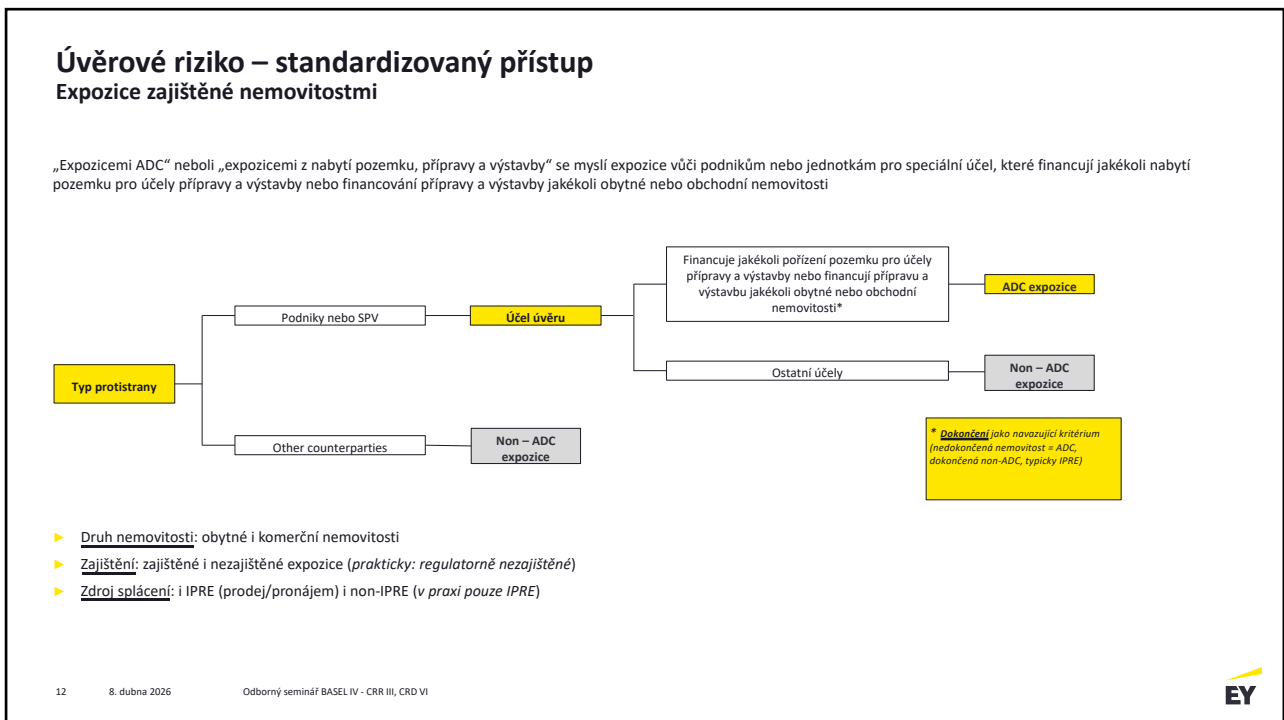 Úvěrové riziko – standardizovaný přístup
Expozice zajištěné nemovitostmi
„Expozicemi ADC“ neboli „expozicemi z nabytí pozemku, přípravy a výstavby“ se myslí expozice vůči podnikům nebo jednotkám pro speciální účel, které financují jakékoli nabytí
pozemku pro účely přípravy a výstavby nebo financování přípravy a výstavby jakékoli obytné nebo obchodní nemovitosti
Financuje jakékoli pořízení pozemku pro účely
přípravy a výstavby nebo financují přípravu a
výstavbu jakékoli obytné nebo obchodní
nemovitosti*
ADC expozice
Podniky nebo SPV
Účel úvěru
Typ protistrany
Ostatní účely
Non – ADC
expozice
Other counterparties
Non – ADC
expozice
* Dokončení jako navazující kritérium
(nedokončená nemovitost = ADC,
dokončená non-ADC, typicky IPRE)
► Druh nemovitosti: obytné i komerční nemovitosti
► Zajištění: zajištěné i nezajištěné expozice (prakticky: regulatorně nezajištěné)
► Zdroj splácení: i IPRE (prodej/pronájem) i non-IPRE (v praxi pouze IPRE)
12 8. dubna 2026 Odborný seminář BASEL IV - CRR III, CRD VI
EY